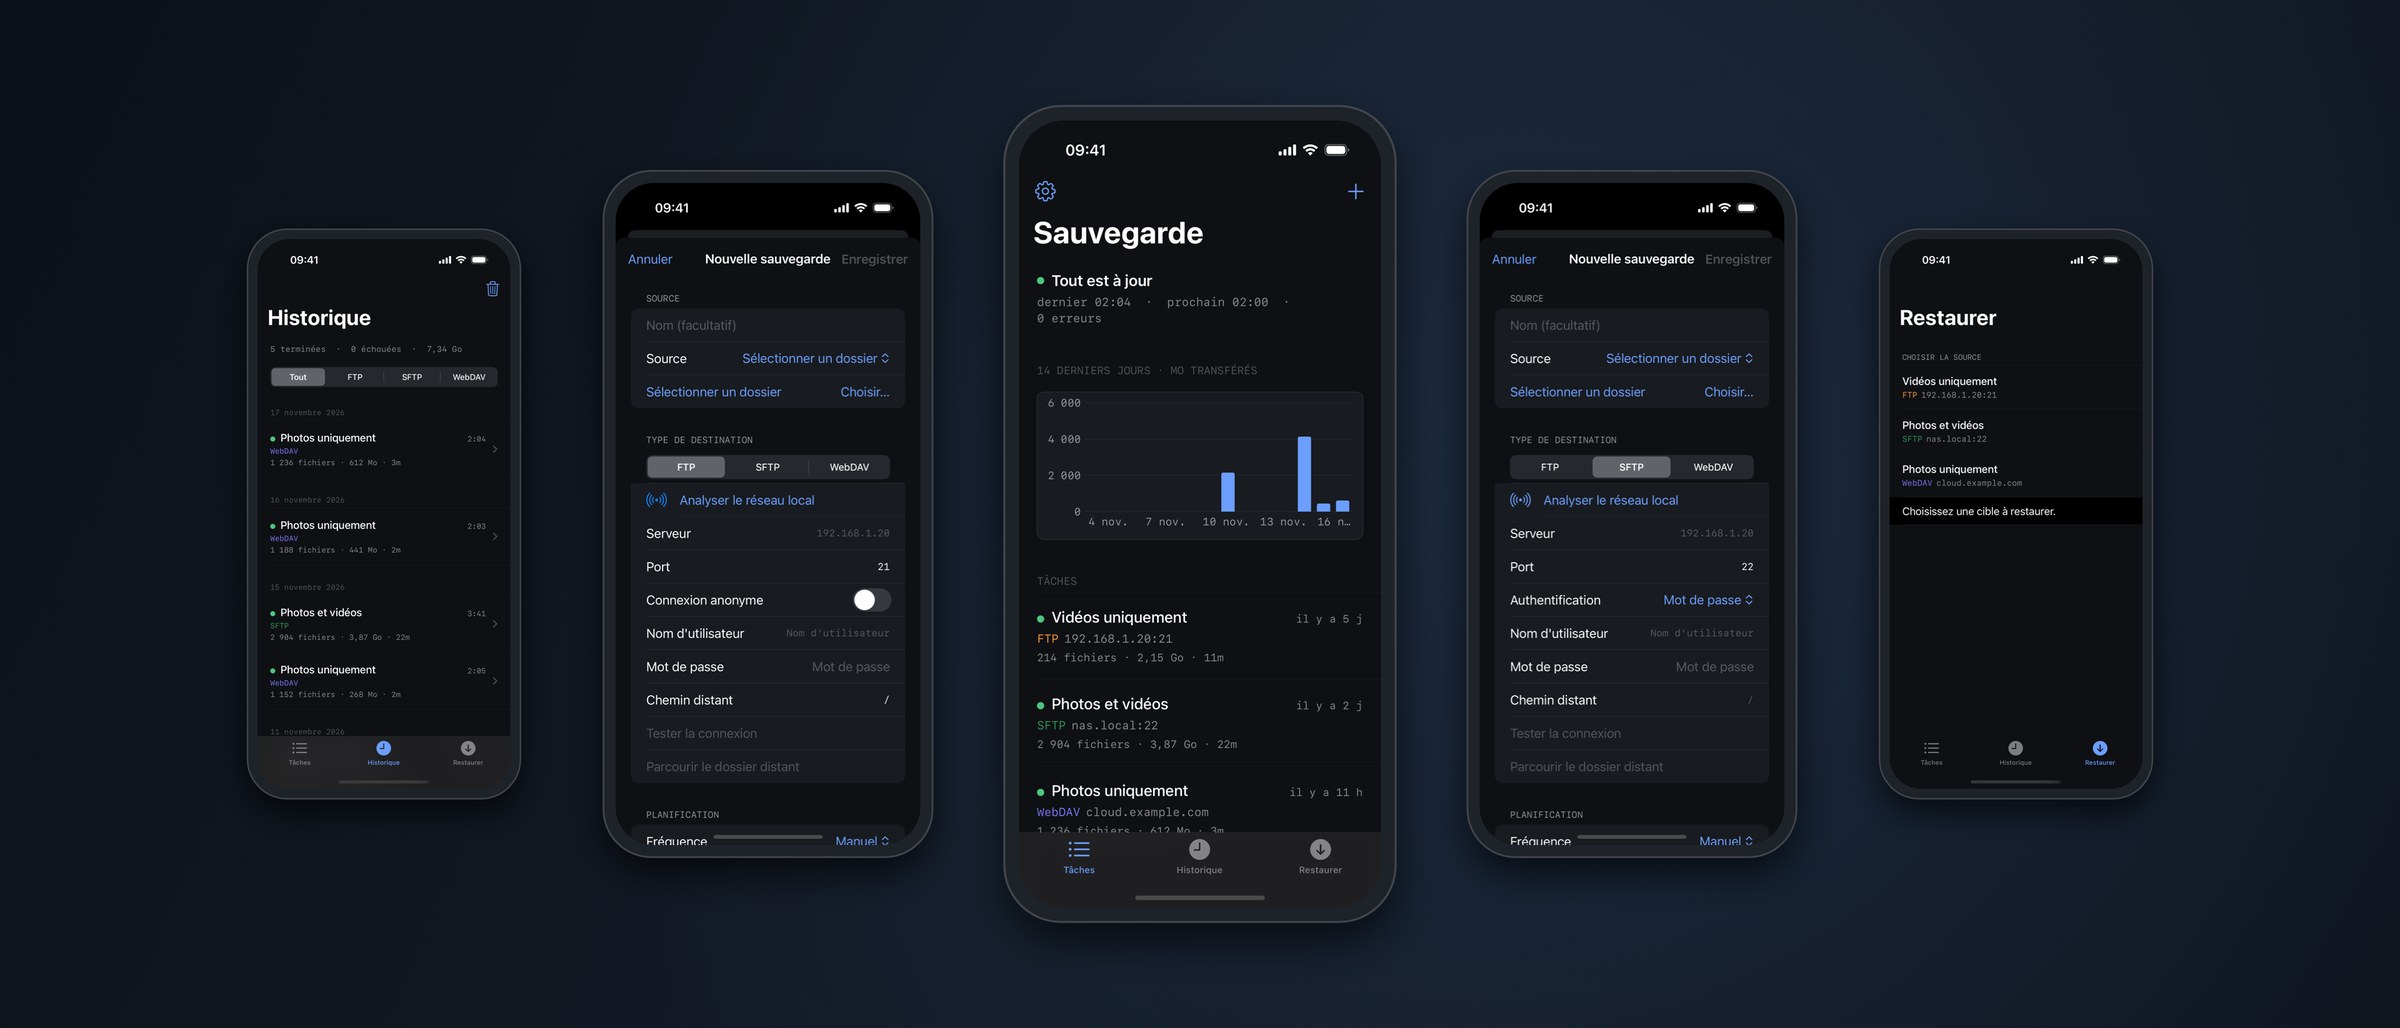 09:41
Historique
5 terminées · 0 échouées · 7,34 Go
Tout FTP SFTP WebDAV
17 novembre 2026
Photos uniquement 2:04
WebDAV
1 236 fichiers · 612 Mo · 3m
16 novembre 2026
Photos uniquement 2:03
WebDAV
1 188 fichiers · 441 Mo · 2m
15 novembre 2026
Photos et vidéos 3:41
SFTP
2 904 fichiers · 3,87 Go · 22m
Photos uniquement 2:05
WebDAV
1 152 fichiers · 268 Mo · 2m
11 novembre 2026
Tâches Historique Restaurer
09:41
Annuler Nouvelle sauvegarde Enregistrer
SOURCE
Nom (facultatif)
Source Sélectionner un dossier
Sélectionner un dossier Choisir...
TYPE DE DESTINATION
FTP SFTP WebDAV
Analyser le réseau local
Serveur 192.168.1.20
Port 21
Connexion anonyme
Nom d'utilisateur Nom d'utilisateur
Mot de passe Mot de passe
Chemin distant /
Tester la connexion
Parcourir le dossier distant
PLANIFICATION
Fréquence Manuel
09:41
Sauvegarde
Tout est à jour
dernier 02:04 · prochain 02:00 ·
0 erreurs
14 DERNIERS JOURS · MO TRANSFÉRÉS
6 000
4 000
2 000
0
4 nov. 7 nov. 10 nov. 13 nov. 16 n…
TÂCHES
Vidéos uniquement il y a 5 j
FTP 192.168.1.20:21
214 fichiers · 2,15 Go · 11m
Photos et vidéos il y a 2 j
SFTP nas.local:22
2 904 fichiers · 3,87 Go · 22m
Photos uniquement il y a 11 h
WebDAV cloud.example.com
1 236 fichiers · 612 Mo · 3m
Tâches Historique Restaurer
09:41
Annuler Nouvelle sauvegarde Enregistrer
SOURCE
Nom (facultatif)
Source Sélectionner un dossier
Sélectionner un dossier Choisir...
TYPE DE DESTINATION
FTP SFTP WebDAV
Analyser le réseau local
Serveur 192.168.1.20
Port 22
Authentification Mot de passe
Nom d'utilisateur Nom d'utilisateur
Mot de passe Mot de passe
Chemin distant /
Tester la connexion
Parcourir le dossier distant
PLANIFICATION
Fréquence Manuel
09:41
Restaurer
CHOISIR LA SOURCE
Vidéos uniquement
FTP 192.168.1.20:21
Photos et vidéos
SFTP nas.local:22
Photos uniquement
WebDAV cloud.example.com
Choisissez une cible à restaurer.
Tâches Historique Restaurer